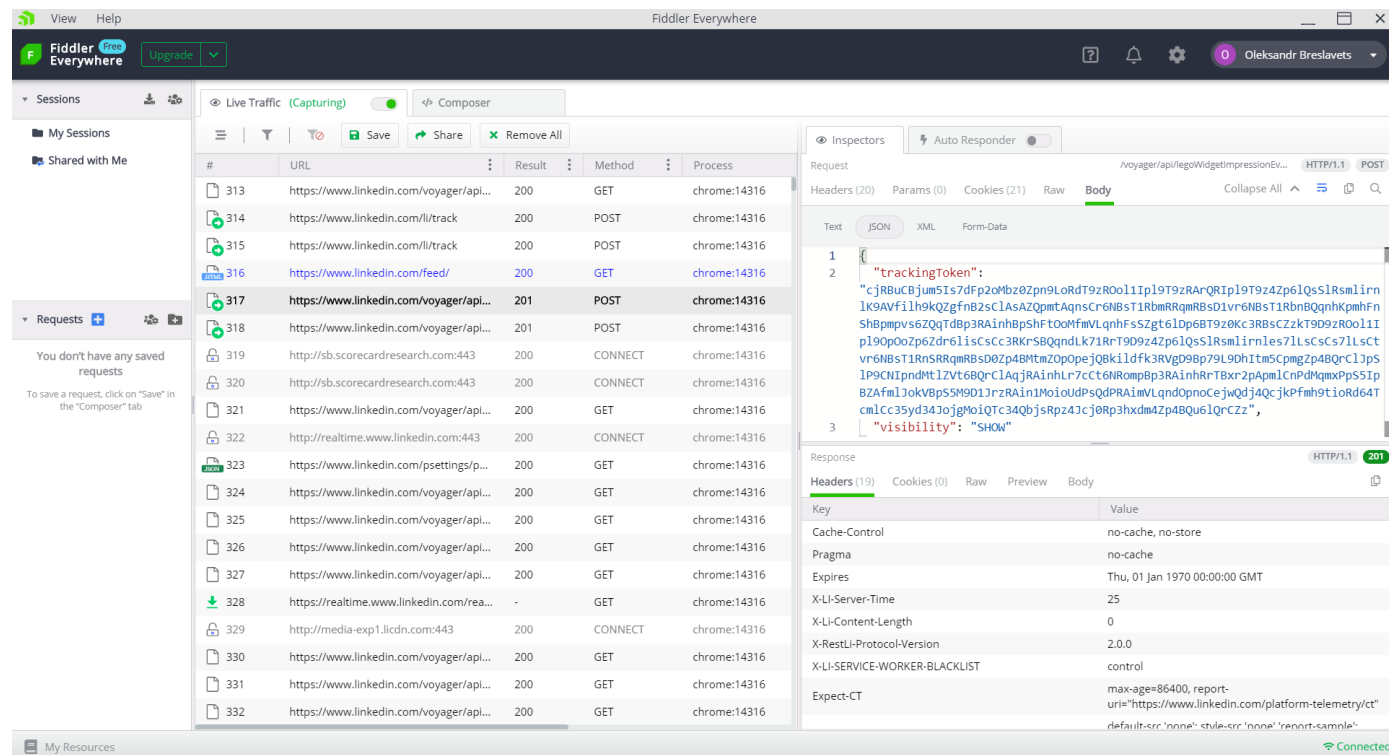 View Help
Fiddler Everywhere
Fiddler Free
Everywhere
Upgrade
O Oleksandr Breslavets
Sessions
My Sessions
Shared with Me
Requests
You don't have any saved
requests
To save a request, click on "Save" in
the "Composer" tab
Live Traffic (Capturing)
</> Composer
Save Share Remove All
# URL Result Method Process
313 https://www.linkedin.com/voyager/api... 200 GET chrome:14316
314 https://www.linkedin.com/li/track 200 POST chrome:14316
315 https://www.linkedin.com/li/track 200 POST chrome:14316
316 https://www.linkedin.com/feed/ 200 GET chrome:14316
317 https://www.linkedin.com/voyager/api... 201 POST chrome:14316
318 https://www.linkedin.com/voyager/api... 201 POST chrome:14316
319 http://sb.scorecardresearch.com:443 200 CONNECT chrome:14316
320 http://sb.scorecardresearch.com:443 200 CONNECT chrome:14316
321 https://www.linkedin.com/voyager/api... 200 GET chrome:14316
322 http://realtime.www.linkedin.com:443 200 CONNECT chrome:14316
323 https://www.linkedin.com/psettings/p... 200 GET chrome:14316
324 https://www.linkedin.com/voyager/api... 200 GET chrome:14316
325 https://www.linkedin.com/voyager/api... 200 GET chrome:14316
326 https://www.linkedin.com/voyager/api... 200 GET chrome:14316
327 https://www.linkedin.com/voyager/api... 200 GET chrome:14316
328 https://realtime.www.linkedin.com/rea... - GET chrome:14316
329 http://media-exp1.licdn.com:443 200 CONNECT chrome:14316
330 https://www.linkedin.com/voyager/api... 200 GET chrome:14316
331 https://www.linkedin.com/voyager/api... 200 GET chrome:14316
332 https://www.linkedin.com/voyager/api... 200 GET chrome:14316
Inspectors
Auto Responder
Request /voyager/api/legoWidgetImpressionEv... HTTP/1.1 POST
Headers (20) Params (0) Cookies (21) Raw Body Collapse All
Text JSON XML Form-Data
1 {
2 "trackingToken":
3 "visibility": "SHOW"
Response HTTP/1.1 201
Headers (19) Cookies (0) Raw Preview Body
Key Value
Cache-Control no-cache, no-store
Pragma no-cache
Expires Thu, 01 Jan 1970 00:00:00 GMT
X-LI-Server-Time 25
X-Li-Content-Length 0
X-RestLi-Protocol-Version 2.0.0
X-LI-SERVICE-WORKER-BLACKLIST control
Expect-CT max-age=86400, report-
uri="https://www.linkedin.com/platform-telemetry/ct"
default-src 'none'; style-src 'none' 'report-sample';
My Resources
Connected